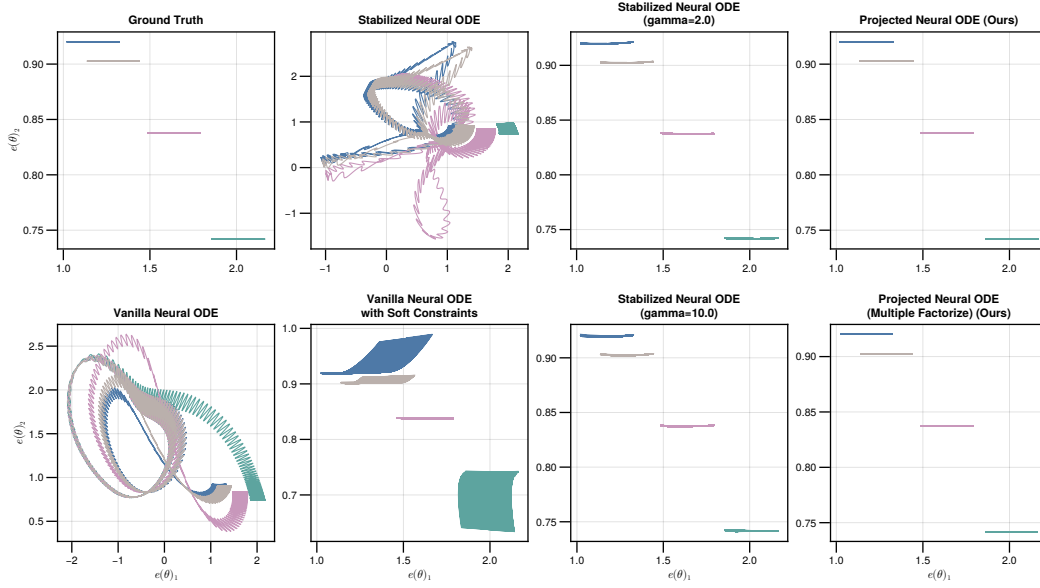 Ground Truth
0.90
0.85
0.80
0.75
e(θ)₂
1.0 1.5 2.0
Stabilized Neural ODE
2
1
0
−1
−1 0 1 2
Stabilized Neural ODE
(gamma=2.0)
0.90
0.85
0.80
0.75
1.0 1.5 2.0
Projected Neural ODE (Ours)
0.90
0.85
0.80
0.75
1.0 1.5 2.0
Vanilla Neural ODE
2.5
2.0
1.5
1.0
0.5
e(θ)₂
−2 −1 0 1 2
e(θ)₁
Vanilla Neural ODE
with Soft Constraints
1.0
0.9
0.8
0.7
1.0 1.5 2.0
e(θ)₁
Stabilized Neural ODE
(gamma=10.0)
0.90
0.85
0.80
0.75
1.0 1.5 2.0
e(θ)₁
Projected Neural ODE
(Multiple Factorize) (Ours)
0.90
0.85
0.80
0.75
1.0 1.5 2.0
e(θ)₁